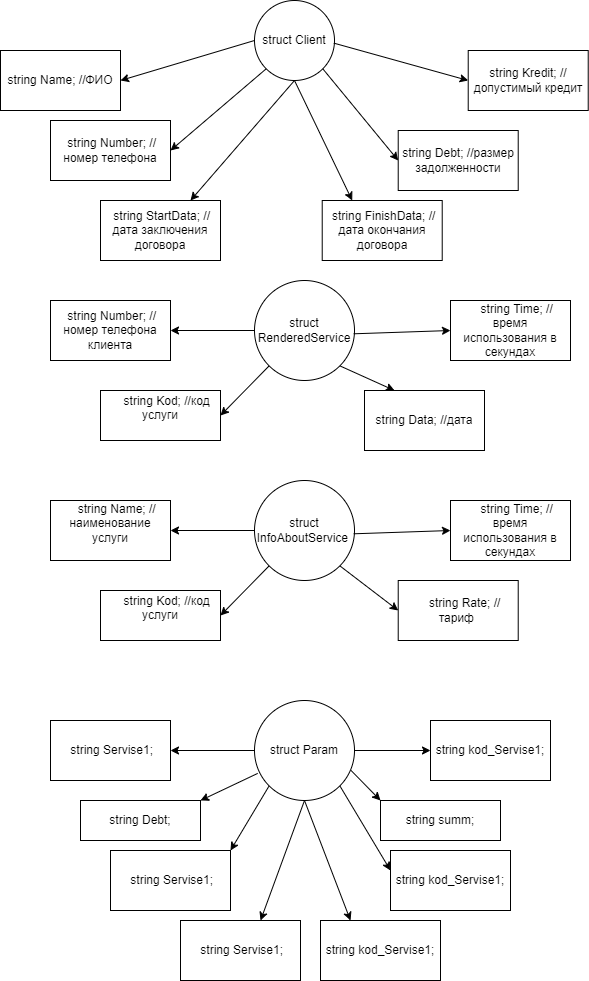 struct Client
string Name; //ФИО
string Kredit; //
допустимый кредит
string Number; //
номер телефона
string Debt; //размер
задолженности
string StartData; //
дата заключения
договора
string FinishData; //
дата окончания
договора
struct
RenderedService
string Number; //
номер телефона
клиента
string Time; //
время
использования в
секундах
string Kod; //код
услуги
string Data; //дата
struct
InfoAboutService
string Name; //
наименование
услуги
string Time; //
время
использования в
секундах
string Kod; //код
услуги
string Rate; //
тариф
struct Param
string Servise1;
string kod_Servise1;
string Debt;
string summ;
string Servise1;
string kod_Servise1;
string Servise1;
string kod_Servise1;